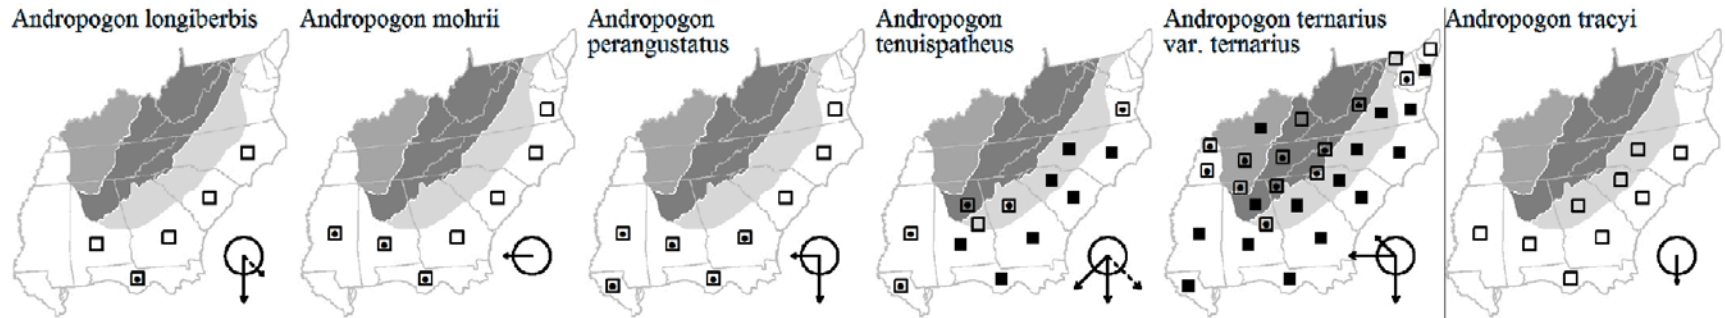 Andropogon longiberbis
Andropogon mohrii
Andropogon
perangustatus
Andropogon
tenuispatheus
Andropogon ternarius
var. ternarius
Andropogon tracyi